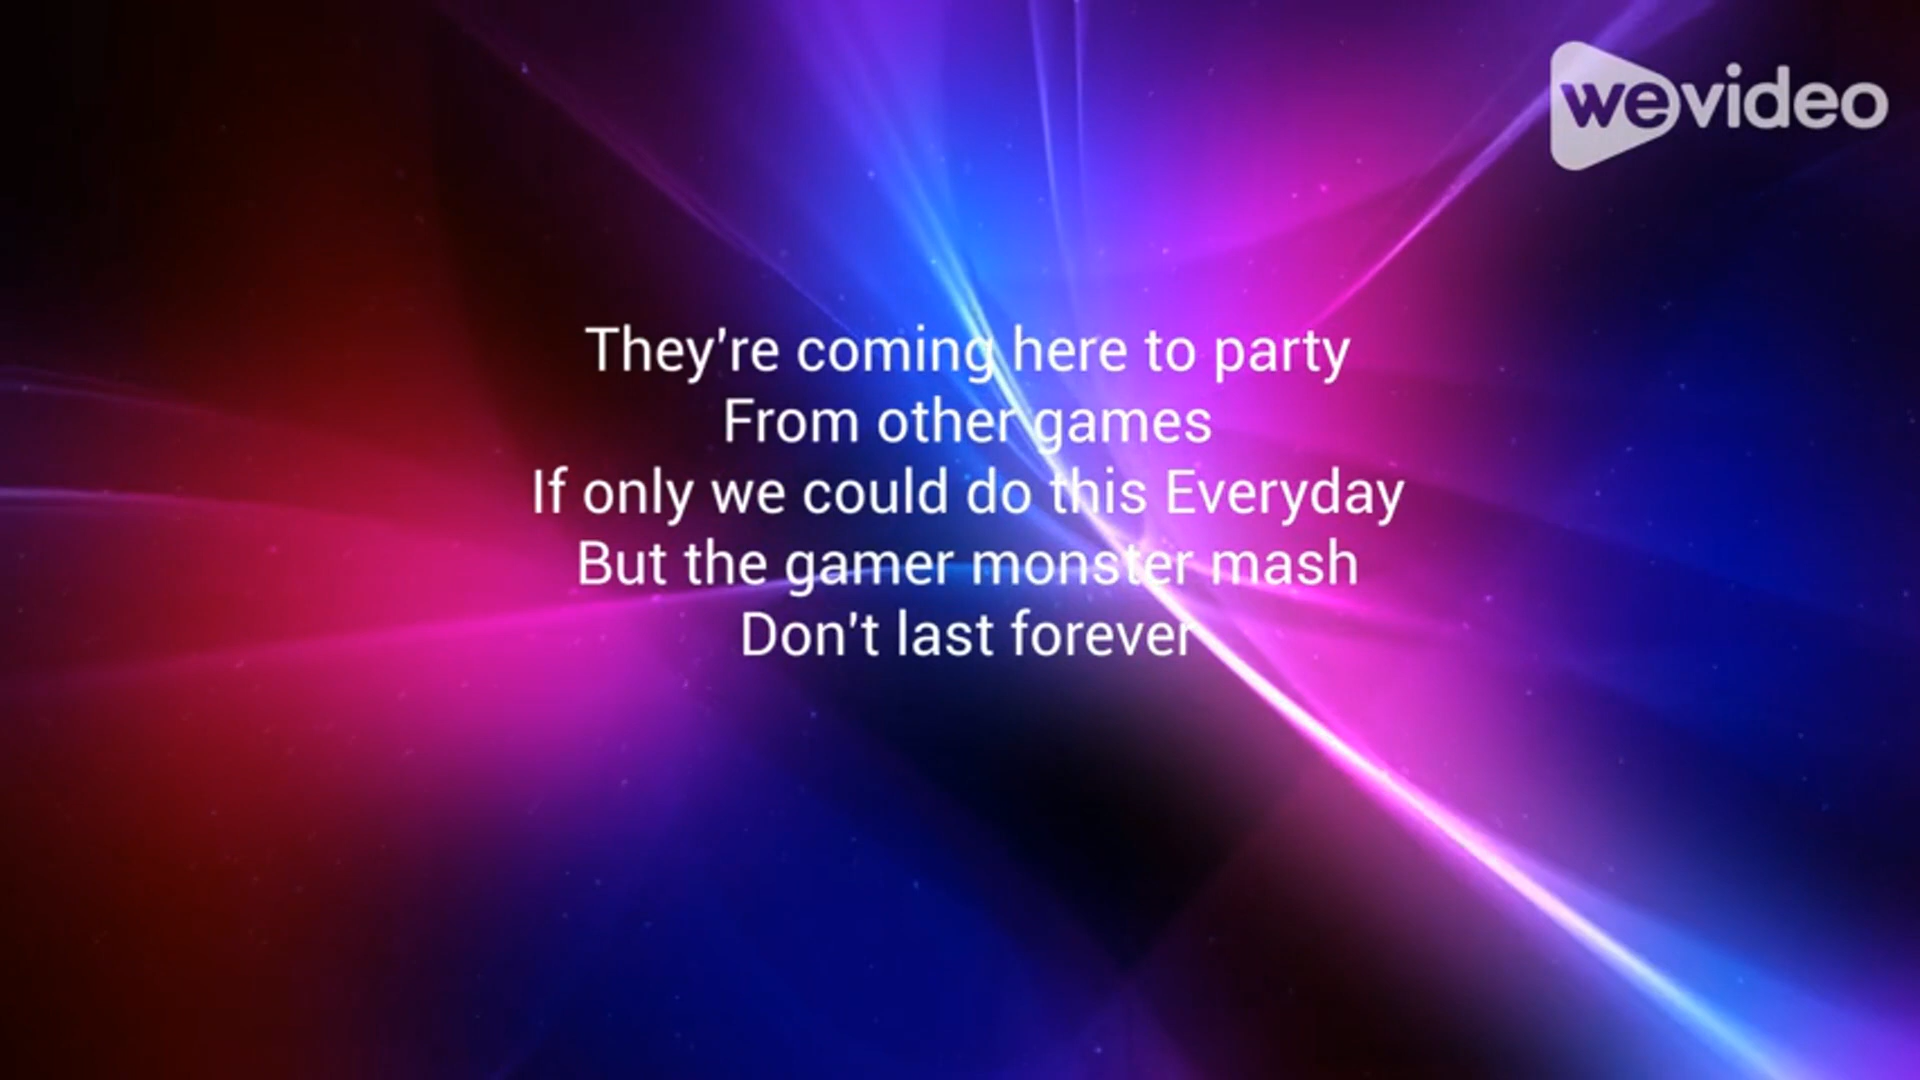 wevideo
They're coming here to party
From other games
If only we could do this Everyday
But the gamer monster mash
Don't last forever